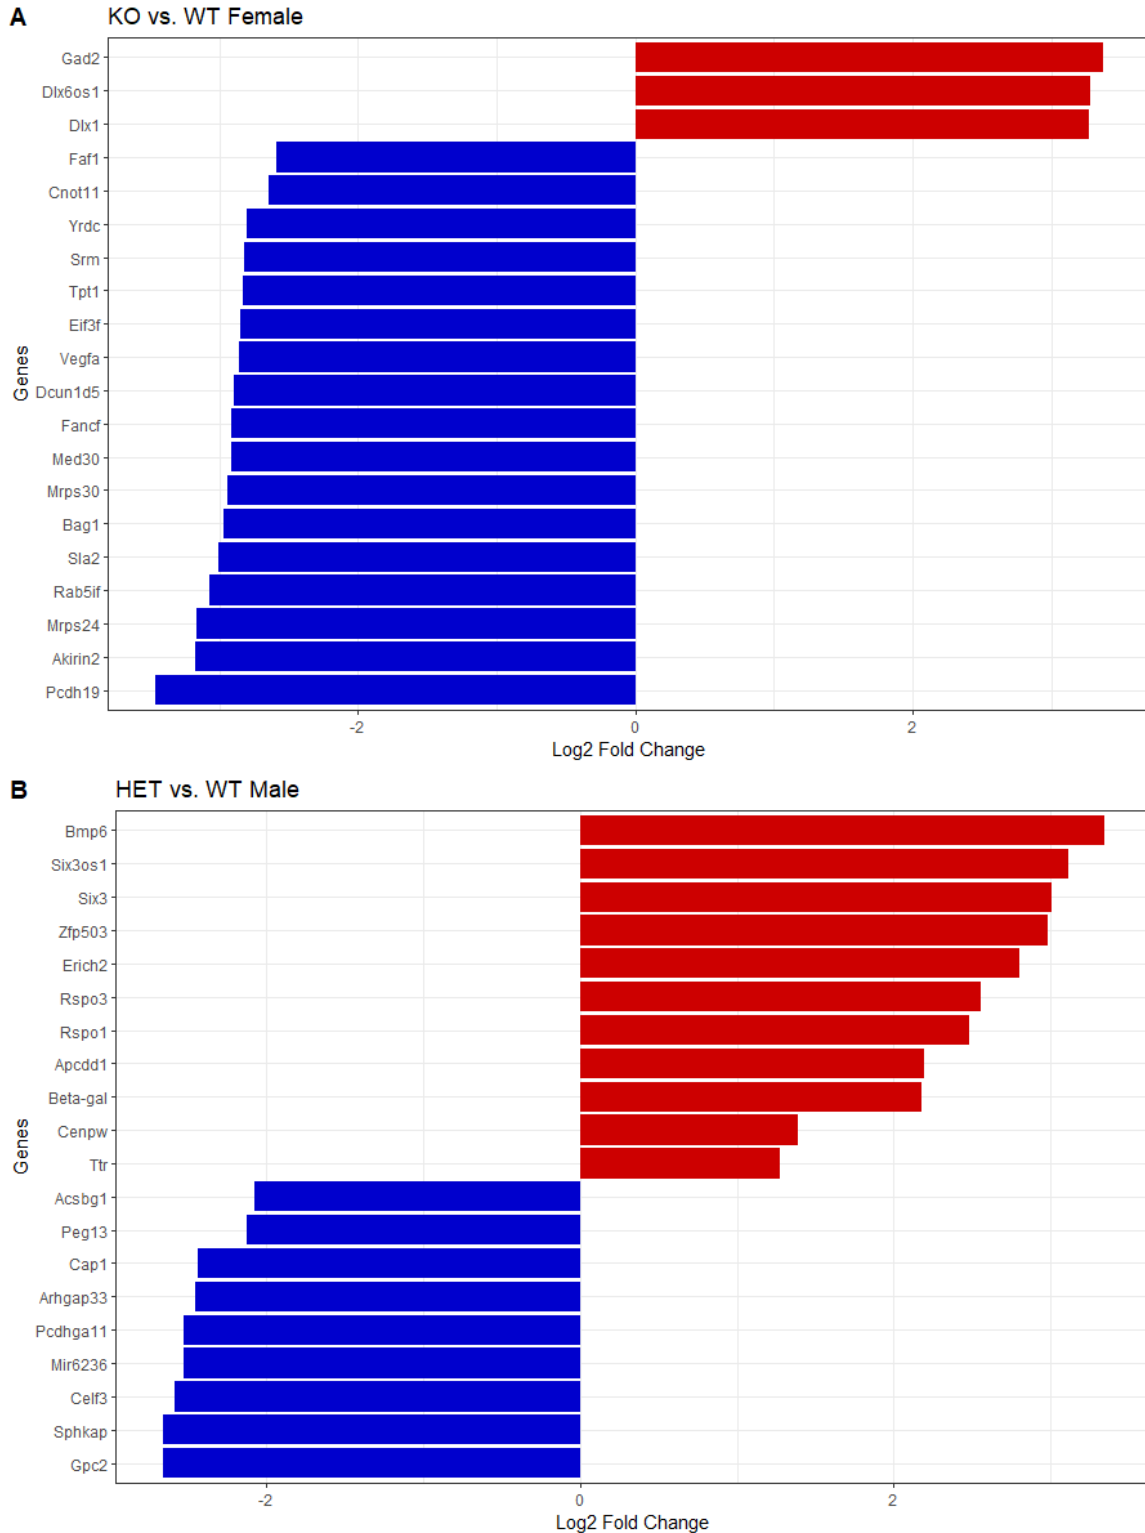 A
KO vs. WT Female
Genes
Gad2
Dlx6os1
Dlx1
Faf1
Cnot11
Yrdc
Srm
Tpt1
Eif3f
Vegfa
Dcun1d5
Fancf
Med30
Mrps30
Bag1
Sla2
Rab5if
Mrps24
Akirin2
Pcdh19
-2 0 2
Log2 Fold Change
B
HET vs. WT Male
Genes
Bmp6
Six3os1
Six3
Zfp503
Erich2
Rspo3
Rspo1
Apcdd1
Beta-gal
Cenpw
Ttr
Acsbg1
Peg13
Cap1
Arhgap33
Pcdhga11
Mir6236
Celf3
Sphkap
Gpc2
-2 0 2
Log2 Fold Change